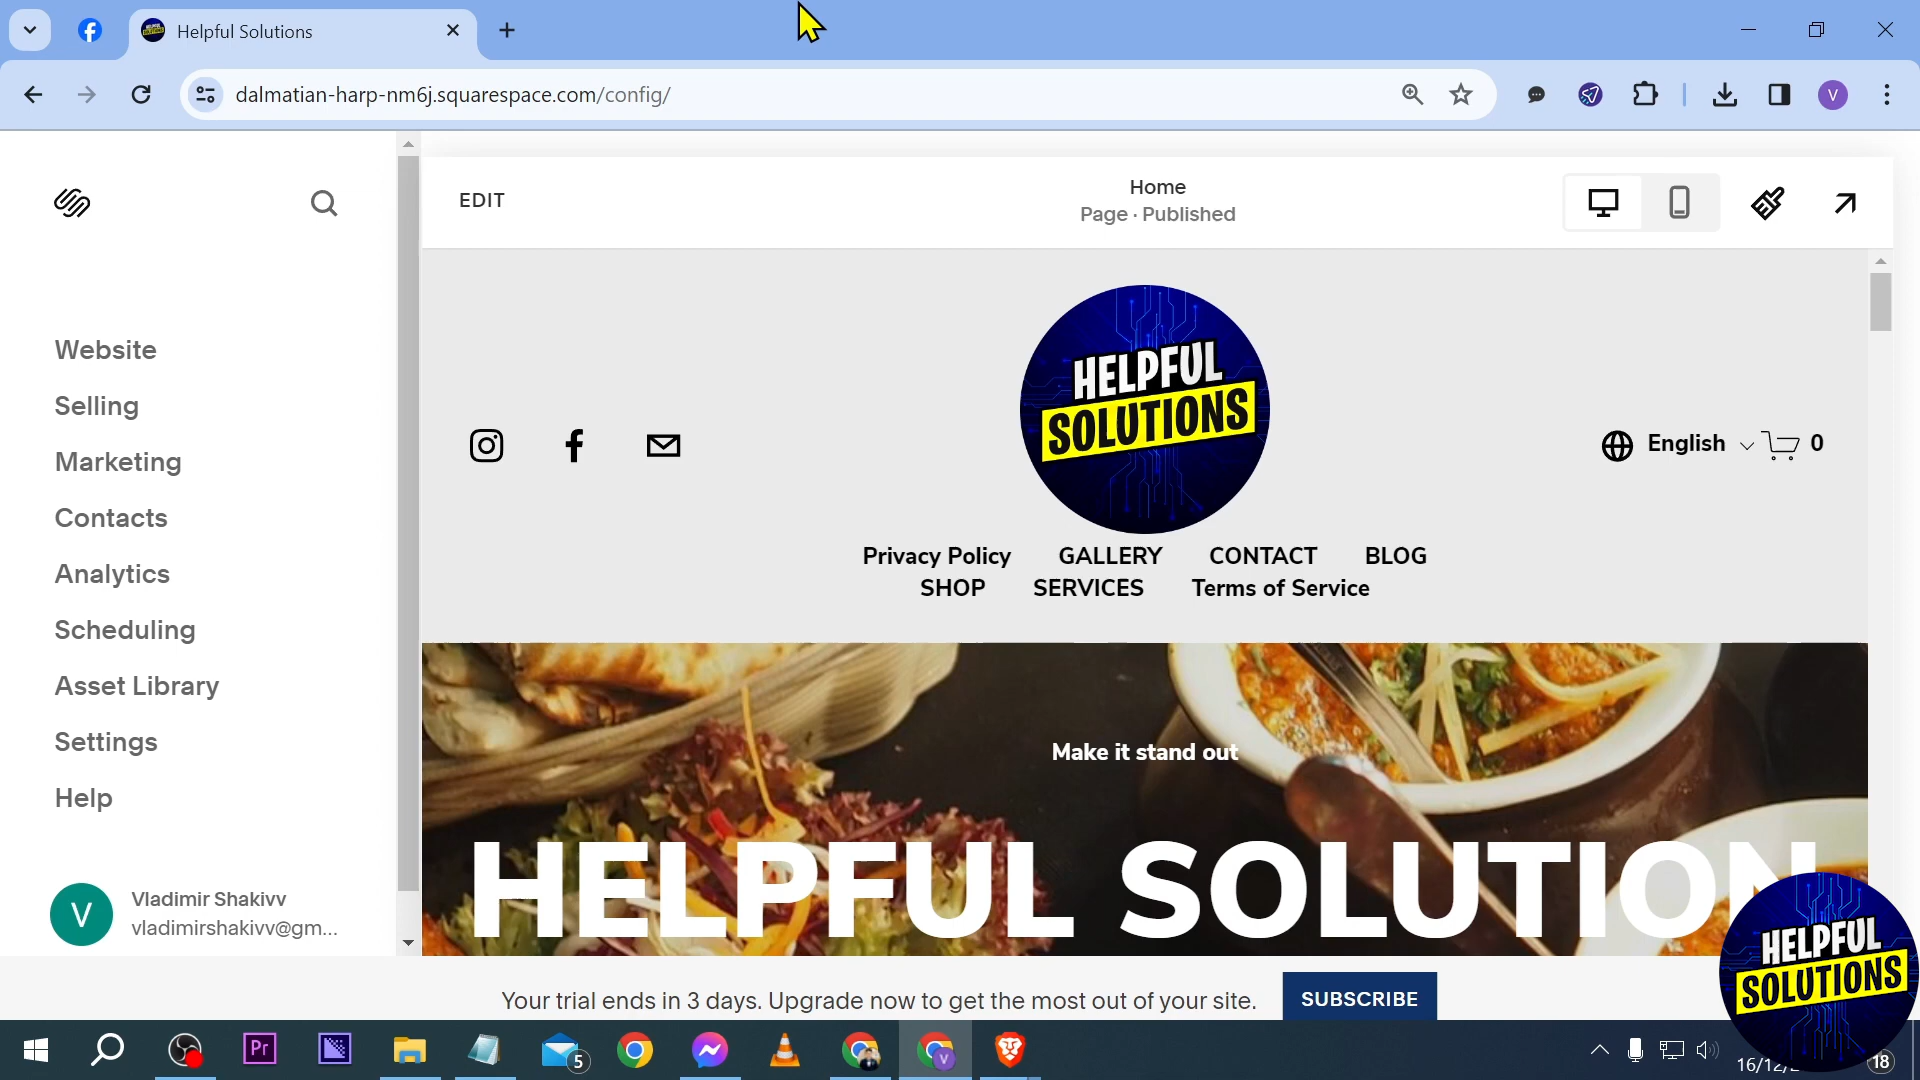 Helpful Solutions
dalmatian-harp-nm6j.squarespace.com/config/
V
EDIT
Home
Page · Published
Website
Selling
Marketing
Contacts
Analytics
Scheduling
Asset Library
Settings
Help
V
Vladimir Shakivv
vladimirshakivv@gm...
HELPFUL
SOLUTIONS
English
0
Privacy Policy GALLERY CONTACT BLOG
SHOP SERVICES Terms of Service
Make it stand out
HELPFUL SOLUTION
Your trial ends in 3 days. Upgrade now to get the most out of your site.
SUBSCRIBE
HELPFUL
SOLUTIONS
Pr
5
V
16/12/
18